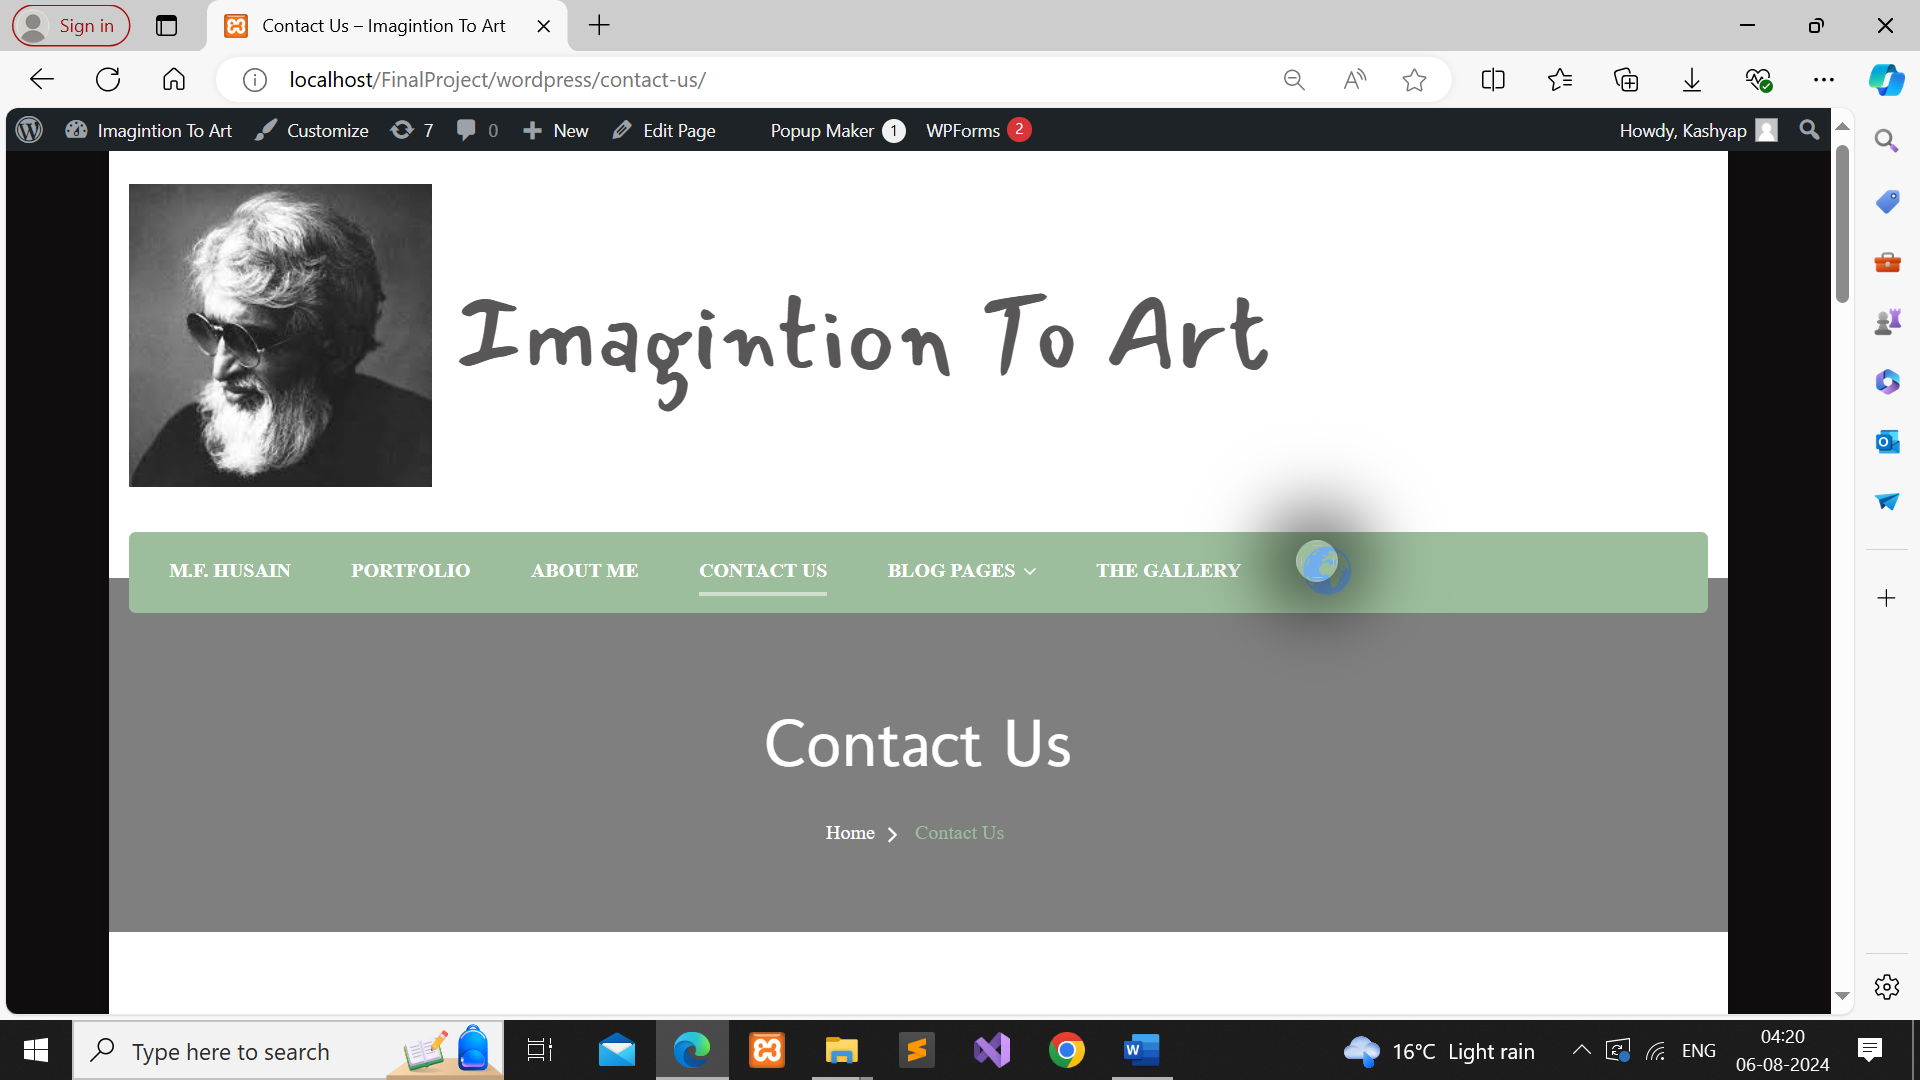 Sign in
Contact Us – Imagintion To Art
localhost/FinalProject/wordpress/contact-us/
Imagintion To Art Customize 7 0 New Edit Page Popup Maker 1 WPForms 2 Howdy, Kashyap
Imagintion To Art
M.F. HUSAIN PORTFOLIO ABOUT ME CONTACT US BLOG PAGES THE GALLERY
Contact Us
Home Contact Us
Type here to search
16°C Light rain
ENG
04:20
06-08-2024